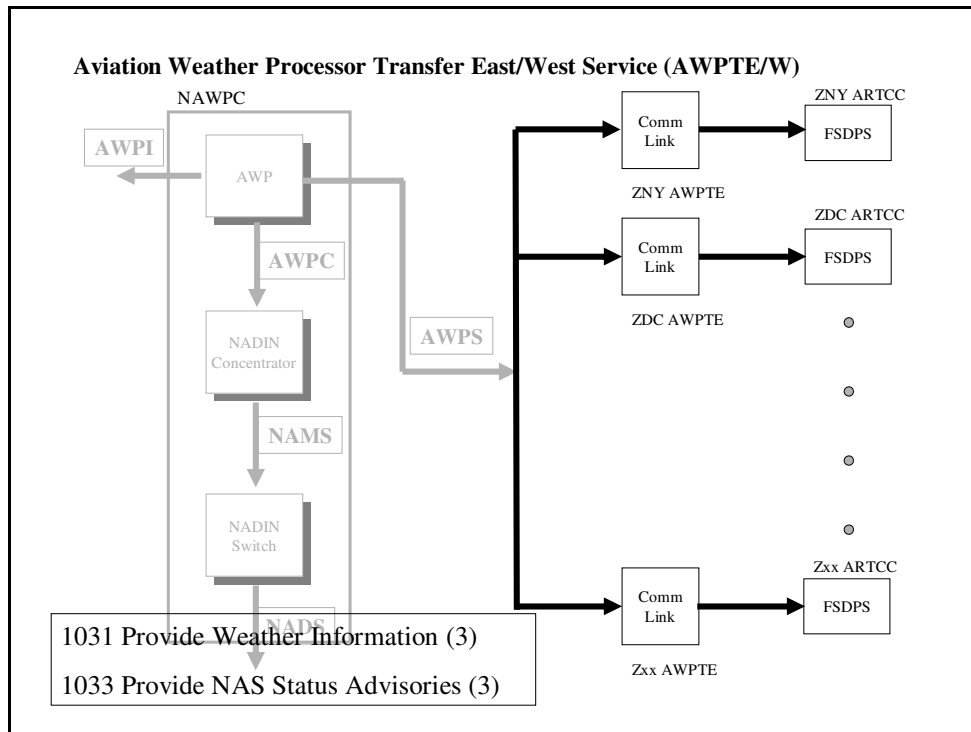 Aviation Weather Processor Transfer East/West Service (AWPTE/W)
NAWPC
AWPI
AWP
AWPC
NADIN
Concentrator
AWPS
NAMS
NADIN
Switch
NADS
1031 Provide Weather Information (3)
1033 Provide NAS Status Advisories (3)
Comm
Link
ZNY AWPTE
ZNY ARTCC
FSDPS
Comm
Link
ZDC AWPTE
ZDC ARTCC
FSDPS
Comm
Link
Zxx AWPTE
Zxx ARTCC
FSDPS